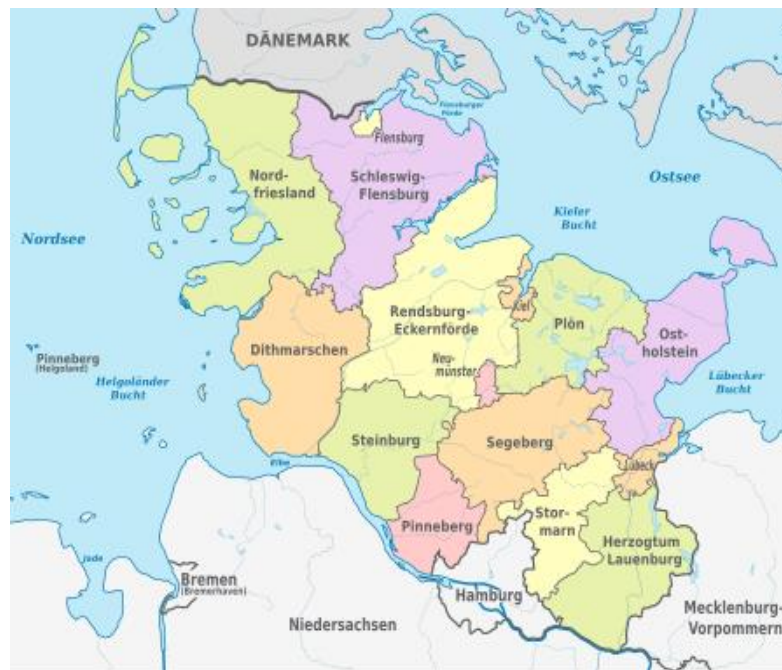 DÄNEMARK
Flensburger
Förde
Flensburg
Nord-
friesland
Schleswig-
Flensburg
Ostsee
Kieler
Bucht
Nordsee
Rendsburg-
Eckernförde
Kiel
Plön
Ost-
holstein
Dithmarschen
Neu-
münster
Pinneberg
(Helgoland)
Helgoländer
Bucht
Lübecker
Bucht
Steinburg
Segeberg
Lübeck
Elbe
Pinneberg
Stor-
marn
Herzogtum
Lauenburg
Jade
Bremen
(Bremerhaven)
Hamburg
Niedersachsen
Mecklenburg-
Vorpommern